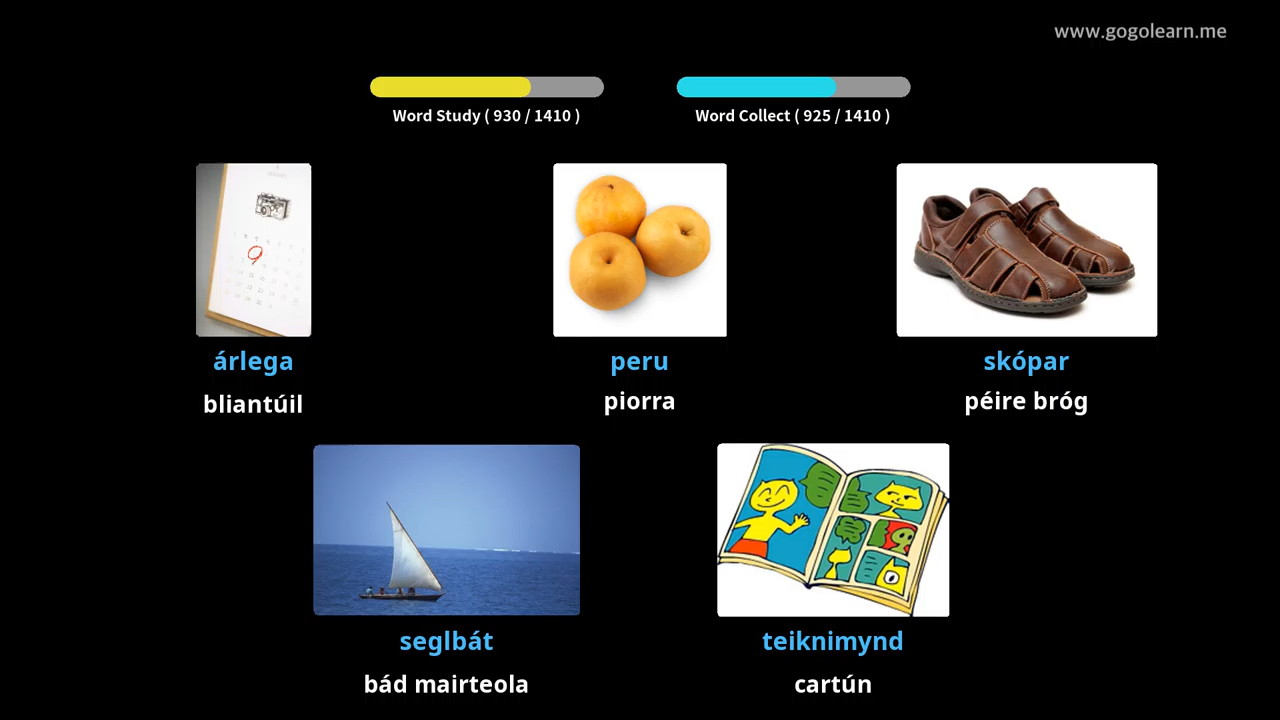 www.gogolearn.me
Word Study ( 930 / 1410 )
Word Collect ( 925 / 1410 )
árlega
bliantúil
peru
piorra
skópar
péire bróg
seglbát
bád mairteola
teiknimynd
cartún